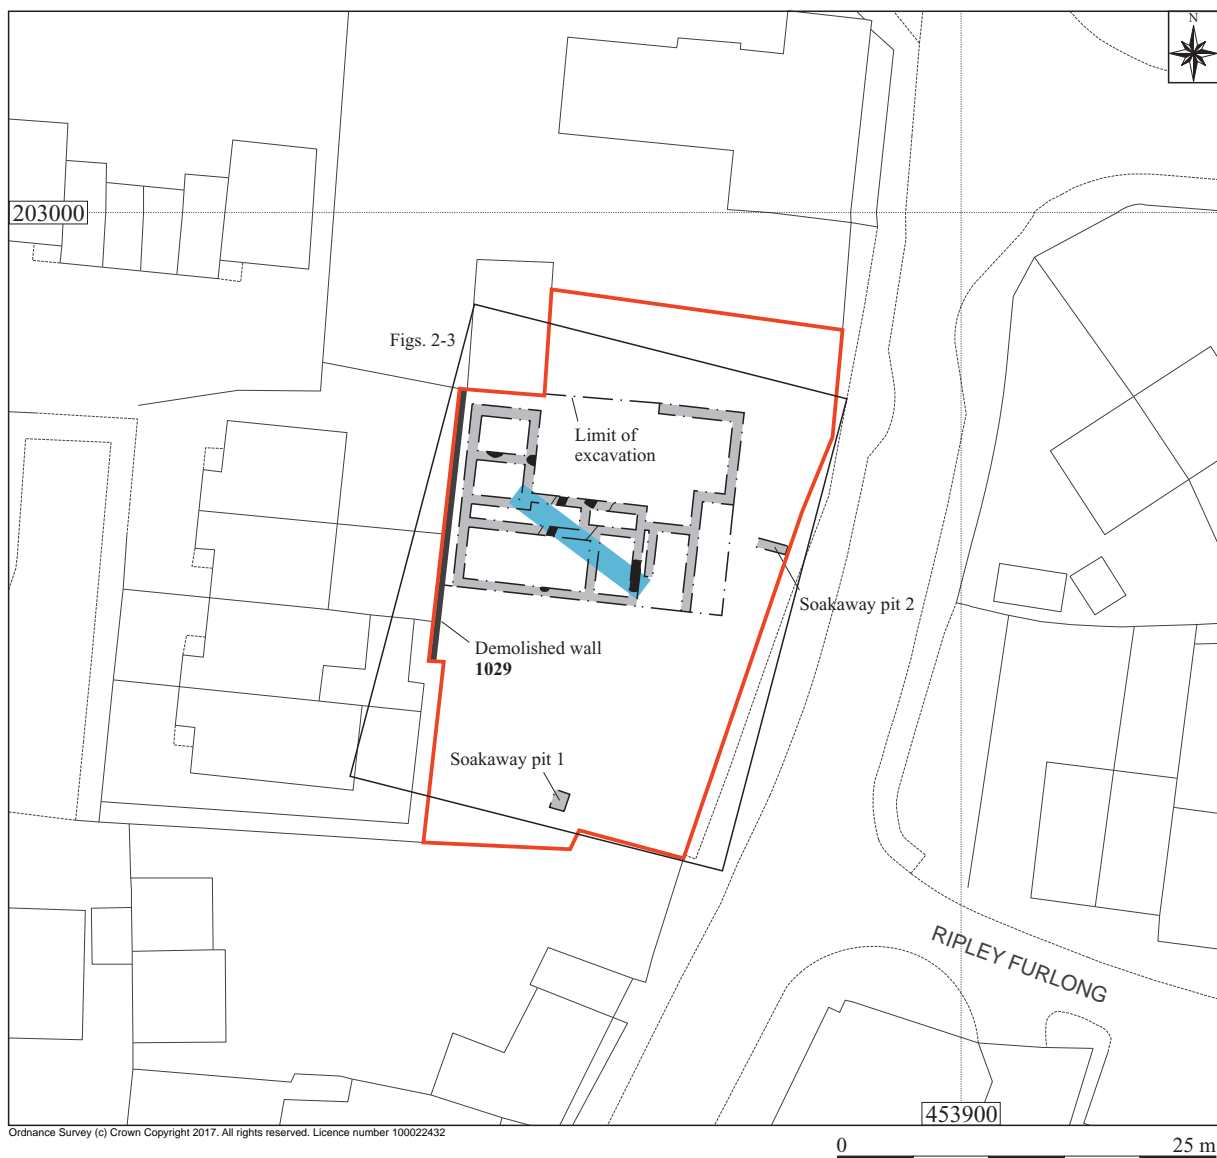 N
203000
Figs. 2-3
Limit of
excavation
Soakaway pit 2
Demolished wall
1029
Soakaway pit 1
RIPLEY FURLONG
453900
Ordnance Survey (c) Crown Copyright 2017. All rights reserved. Licence number 100022432
0 25 m